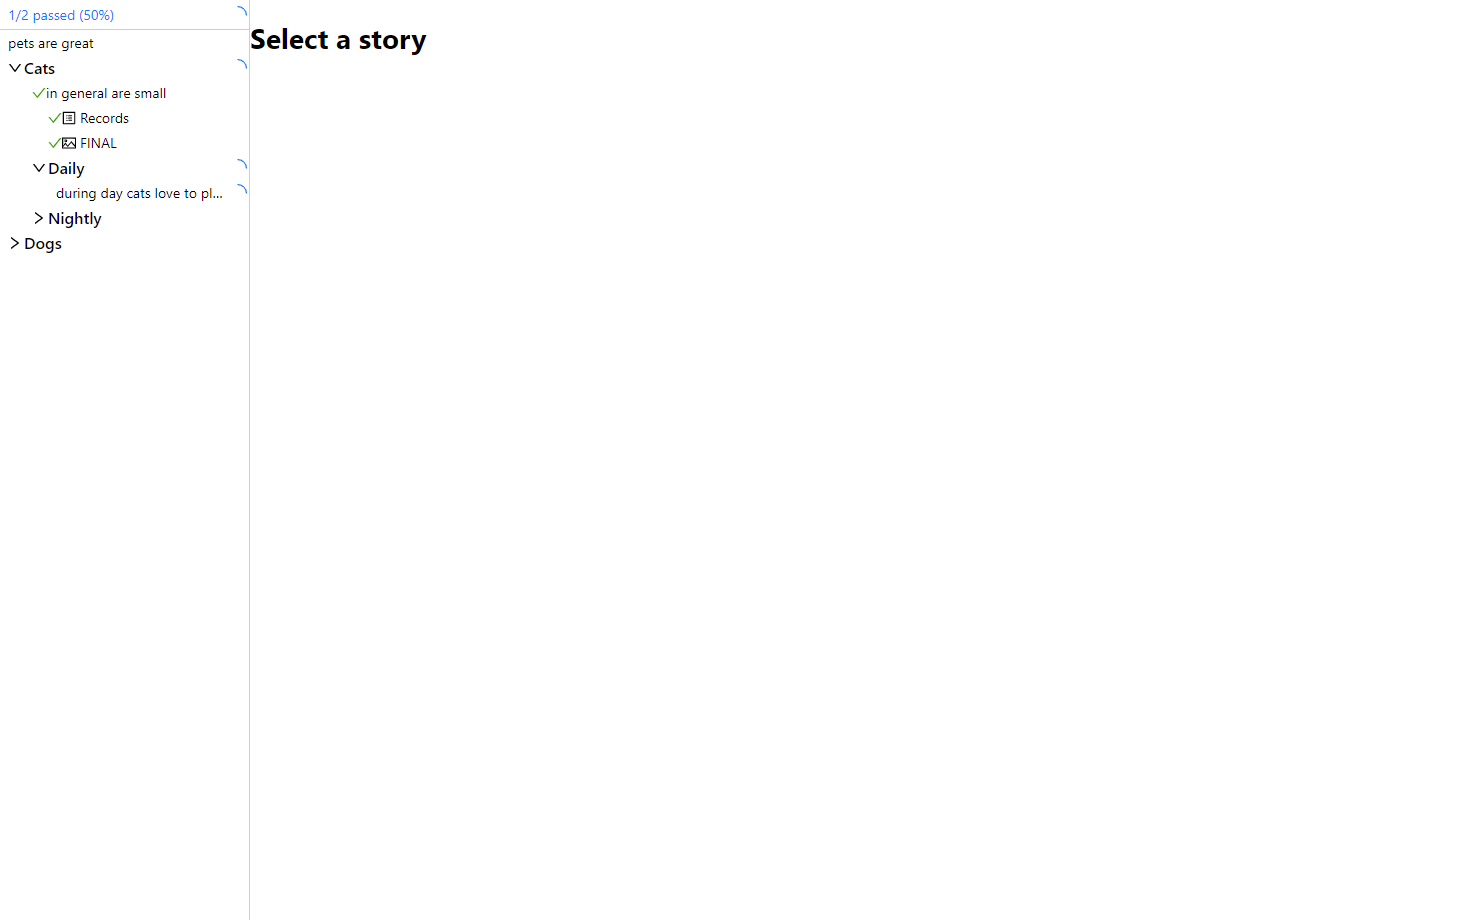 1/2 passed (50%)
Select a story
pets are great
Cats
in general are small
Records
FINAL
Daily
during day cats love to pl...
Nightly
Dogs